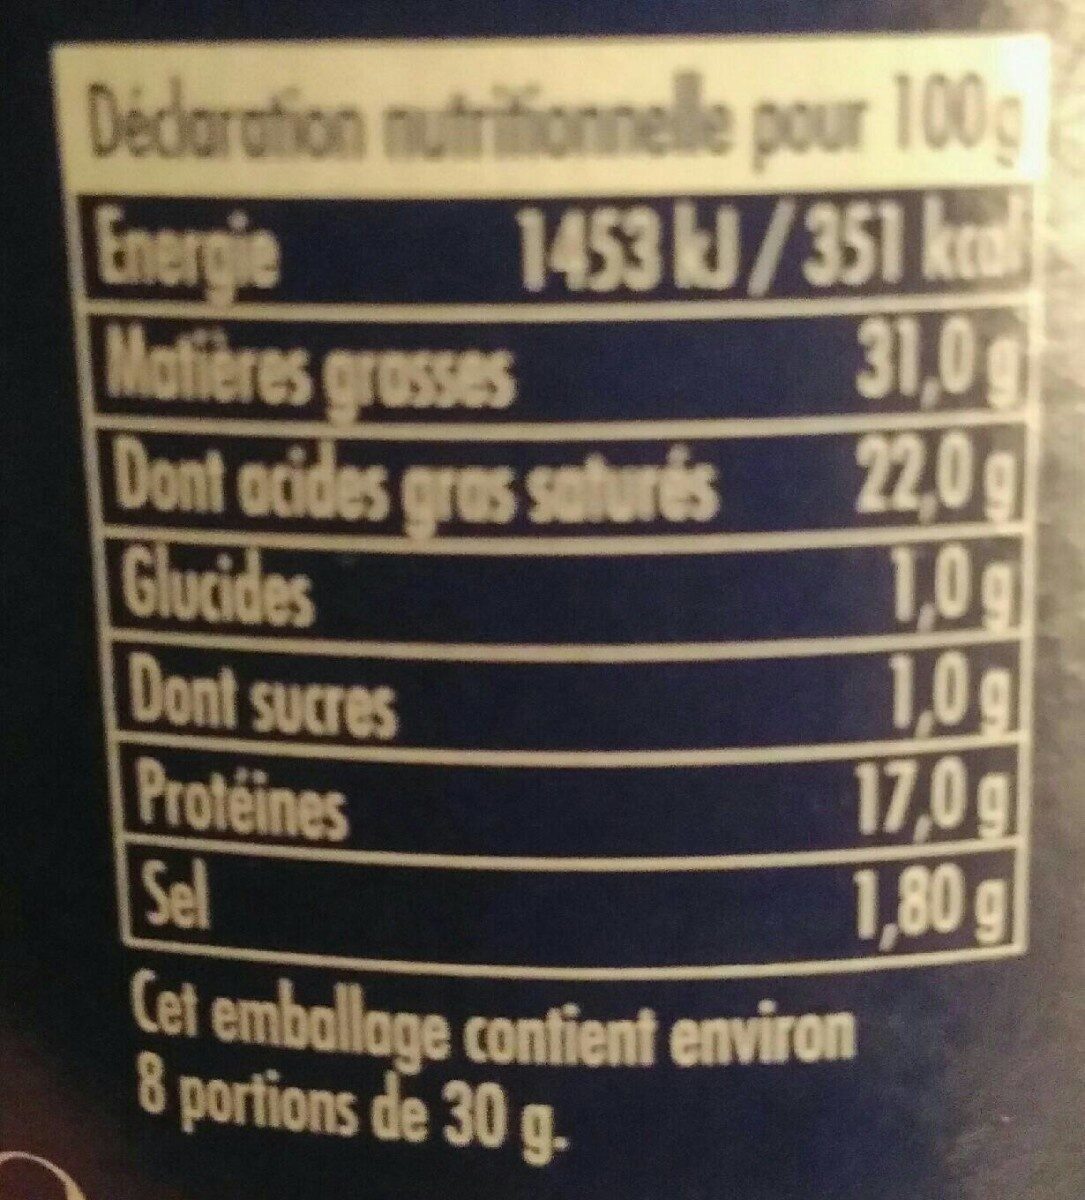 Déclaration nutritionnelle pour 100g
Energie 1453 kJ / 351 kcal
Matières grasses 31,0 g
Dont acides gras saturés 22,0 g
Glucides 1,0 g
Dont sucres 1,0 g
Protéines 17,0 g
Sel 1,80 g
Cet emballage contient environ
8 portions de 30 g.